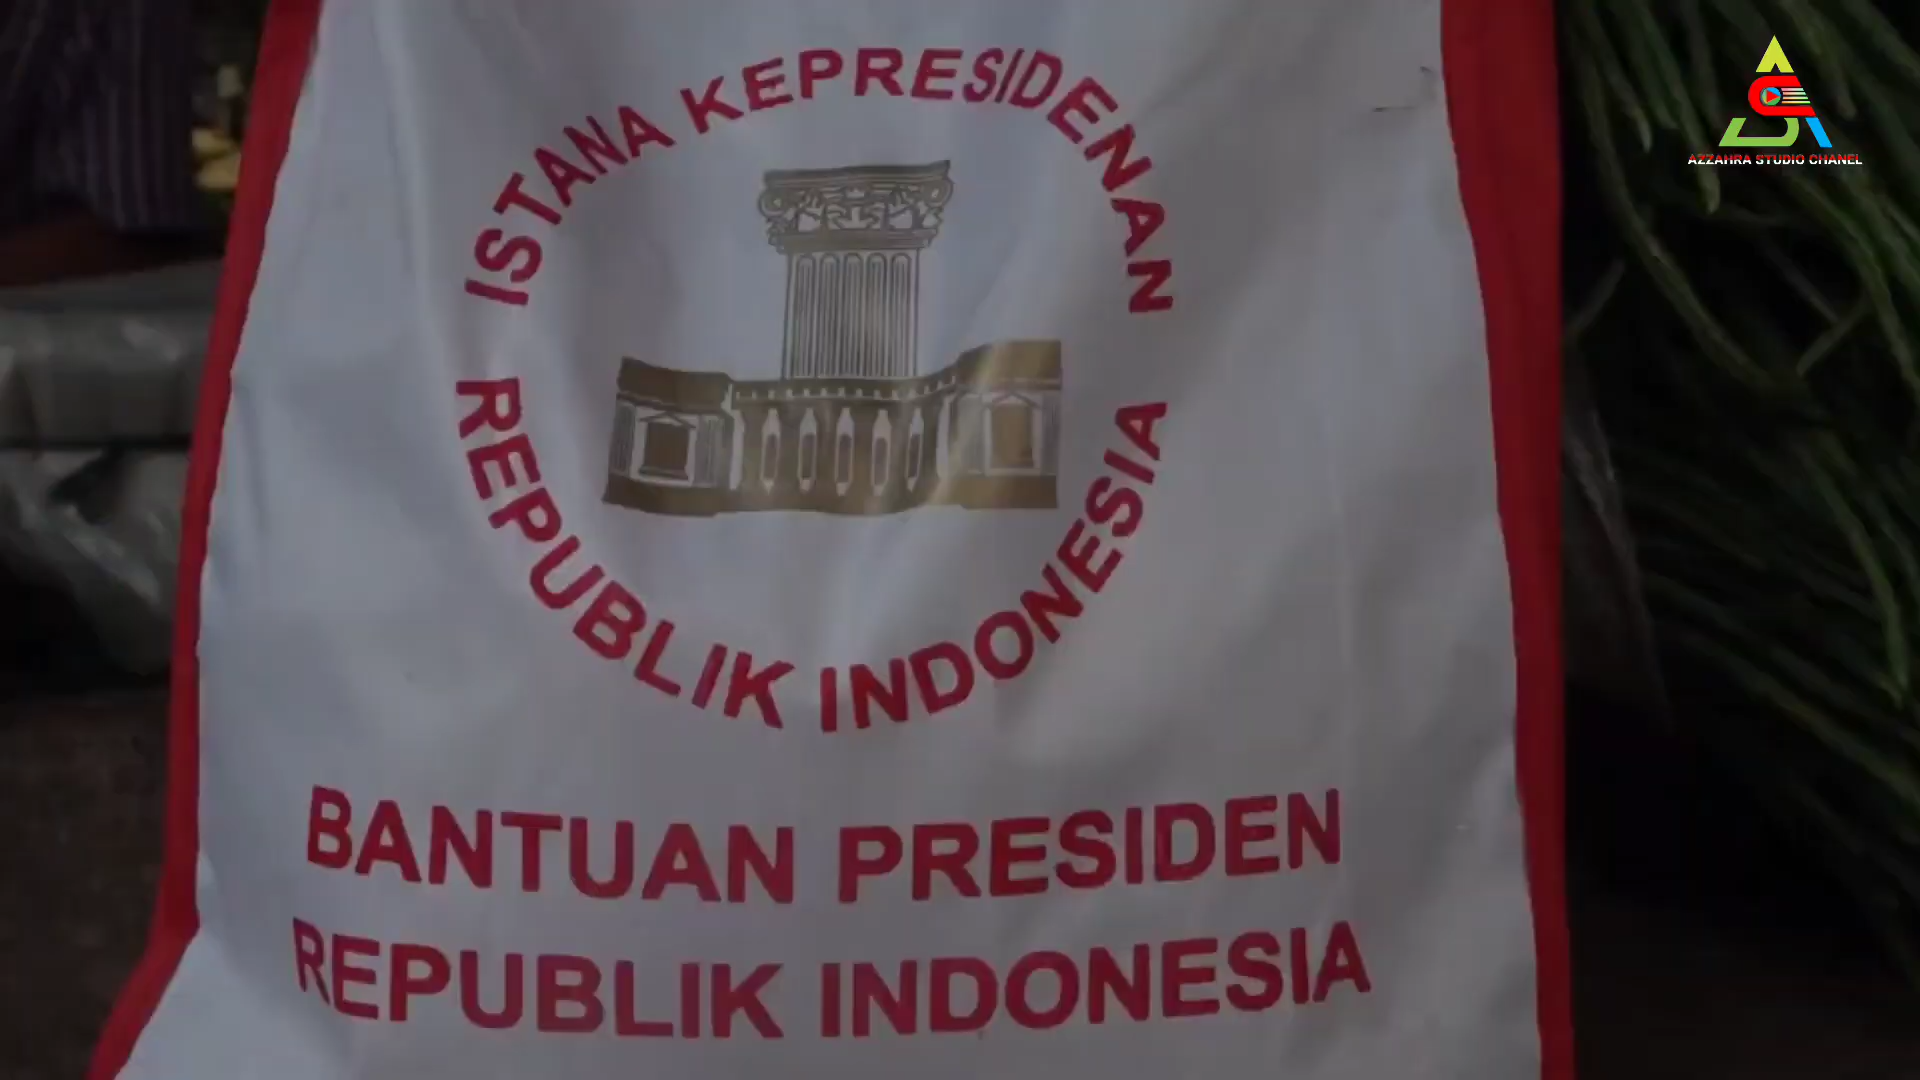 ISTANA KEPRESIDENAN
REPUBLIK INDONESIA
BANTUAN PRESIDEN
REPUBLIK INDONESIA
AZZAHRA STUDIO CHANEL